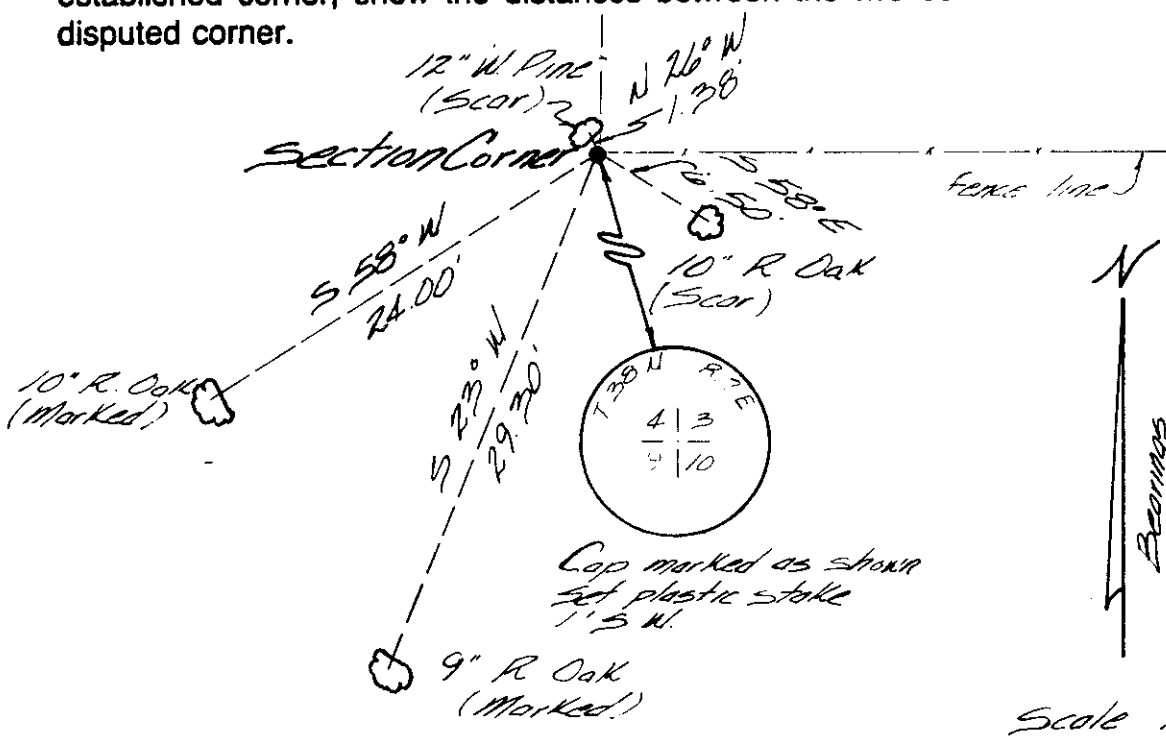 disputed corner.
12" W. Pine
(Scar)
N 26° W
1.38'
Section Corner
S 58° E
6.50'
fence line
S 58° W
24.00'
10" R Oak
(Scar)
N
10" R. Oak
(Marked)
S 23° W
29.30'
T 38 N R E
4 3
9 10
Bearings
Cap marked as shown
Set plastic stake
1' S W.
9" R Oak
(Marked)
Scale